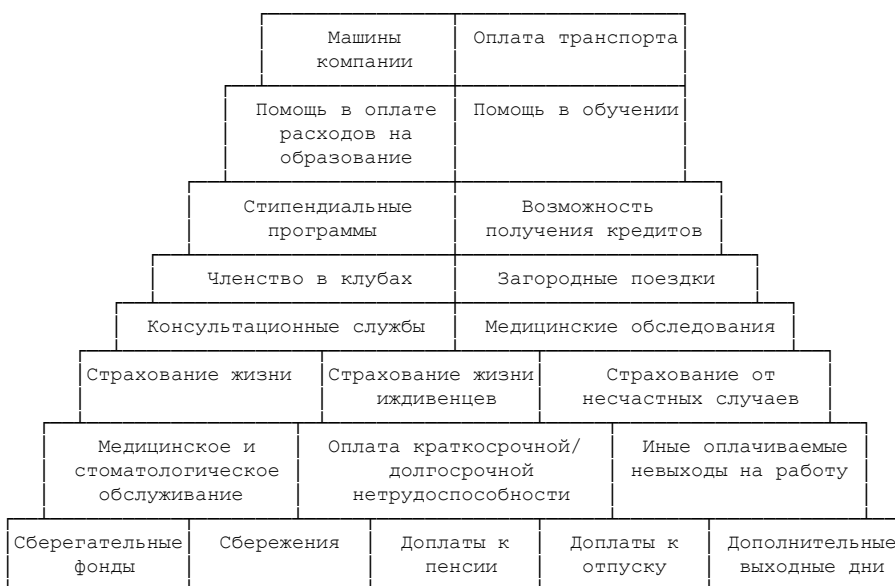 Машины Оплата транспорта
компании
Помощь в оплате Помощь в обучении
расходов на
образование
Стипендиальные Возможность
программы получения кредитов
Членство в клубах Загородные поездки
Консультационные службы Медицинские обследования
Страхование жизни Страхование жизни Страхование от
иждивенцев несчастных случаев
Медицинское и Оплата краткосрочной/ Иные оплачиваемые
стоматологическое долгосрочной невыходы на работу
обслуживание нетрудоспособности
Сберегательные Сбережения Доплаты к Доплаты к Дополнительные
фонды пенсии отпуску выходные дни